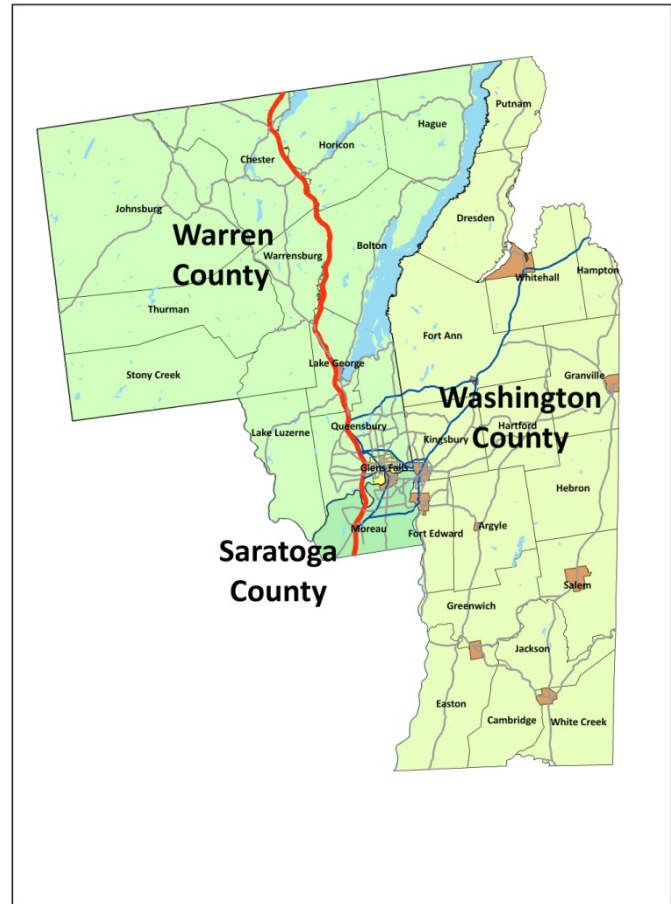 Putnam
Hague
Horicon
Chester
Dresden
Johnsburg
Warren
County
Bolton
Warrensburg
Whitehall
Hampton
Thurman
Fort Ann
Lake George
Stony Creek
Granville
Washington
County
Hartford
Lake Luzerne
Queensbury
Kingsbury
Glens Falls
Hebron
Moreau
Fort Edward
Argyle
Saratoga
County
Salem
Greenwich
Jackson
Easton
Cambridge
White Creek